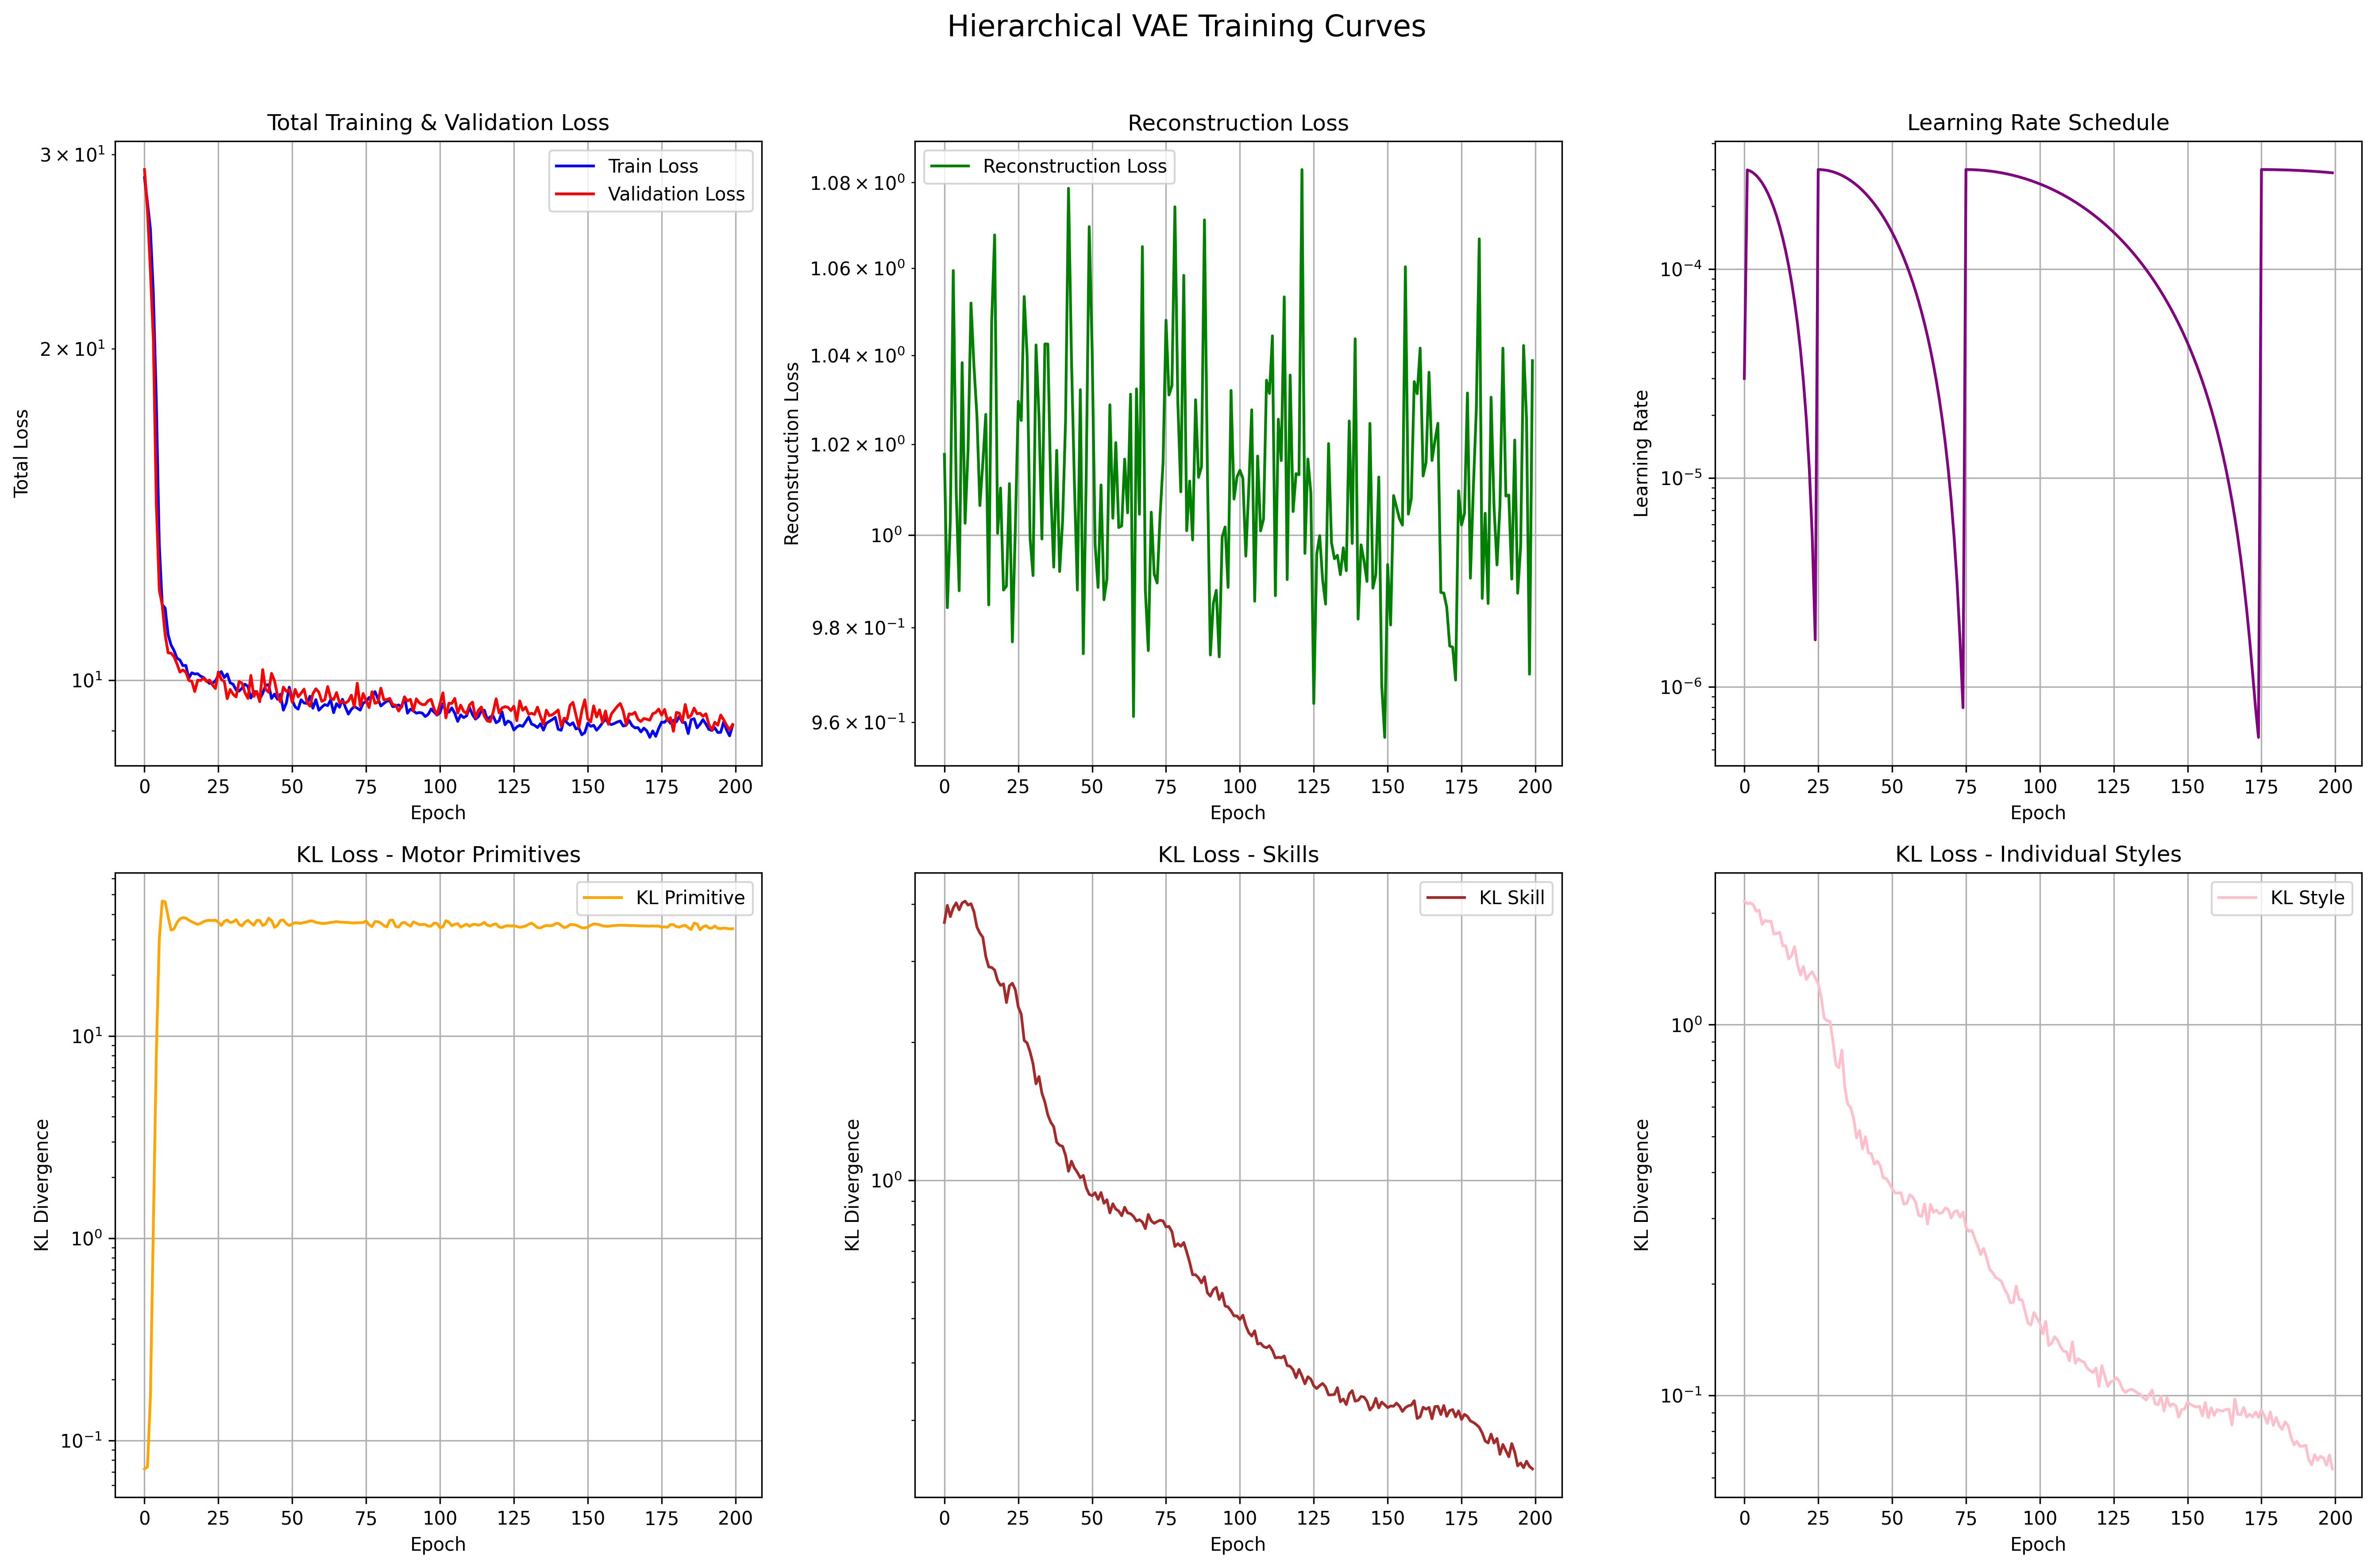 Hierarchical VAE Training Curves
Total Training & Validation Loss
3 × 10¹
2 × 10¹
10¹
Total Loss
Train Loss
Validation Loss
0 25 50 75 100 125 150 175 200
Epoch
Reconstruction Loss
1.08 × 10⁰
1.06 × 10⁰
1.04 × 10⁰
1.02 × 10⁰
10⁰
9.8 × 10⁻¹
9.6 × 10⁻¹
Reconstruction Loss
Reconstruction Loss
0 25 50 75 100 125 150 175 200
Epoch
Learning Rate Schedule
10⁻⁴
10⁻⁵
10⁻⁶
Learning Rate
0 25 50 75 100 125 150 175 200
Epoch
KL Loss - Motor Primitives
10¹
10⁰
10⁻¹
KL Divergence
KL Primitive
0 25 50 75 100 125 150 175 200
Epoch
KL Loss - Skills
10⁰
KL Divergence
KL Skill
0 25 50 75 100 125 150 175 200
Epoch
KL Loss - Individual Styles
10⁰
10⁻¹
KL Divergence
KL Style
0 25 50 75 100 125 150 175 200
Epoch